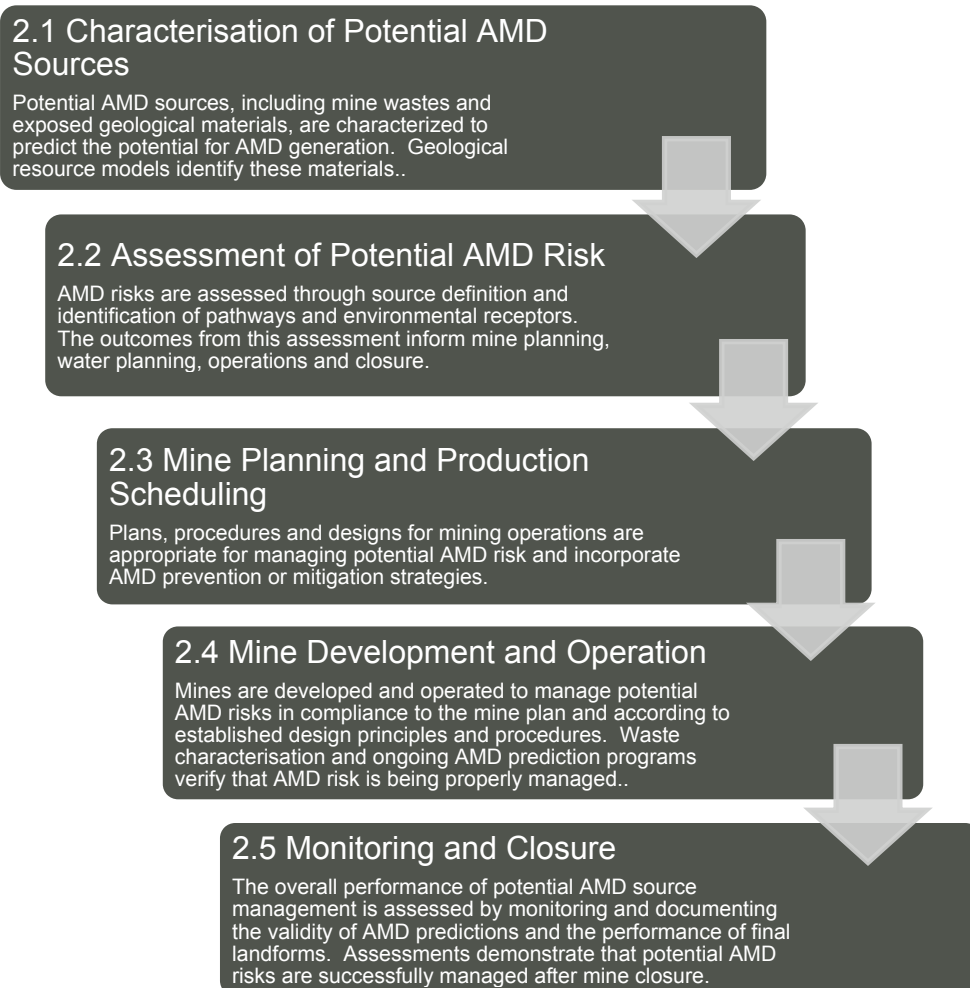 2.1 Characterisation of Potential AMD
Sources
Potential AMD sources, including mine wastes and
exposed geological materials, are characterized to
predict the potential for AMD generation.  Geological
resource models identify these materials..
2.2 Assessment of Potential AMD Risk
AMD risks are assessed through source definition and
identification of pathways and environmental receptors.
The outcomes from this assessment inform mine planning,
water planning, operations and closure.
2.3 Mine Planning and Production
Scheduling
Plans, procedures and designs for mining operations are
appropriate for managing potential AMD risk and incorporate
AMD prevention or mitigation strategies.
2.4 Mine Development and Operation
Mines are developed and operated to manage potential
AMD risks in compliance to the mine plan and according to
established design principles and procedures.  Waste
characterisation and ongoing AMD prediction programs
verify that AMD risk is being properly managed..
2.5 Monitoring and Closure
The overall performance of potential AMD source
management is assessed by monitoring and documenting
the validity of AMD predictions and the performance of final
landforms.  Assessments demonstrate that potential AMD
risks are successfully managed after mine closure.